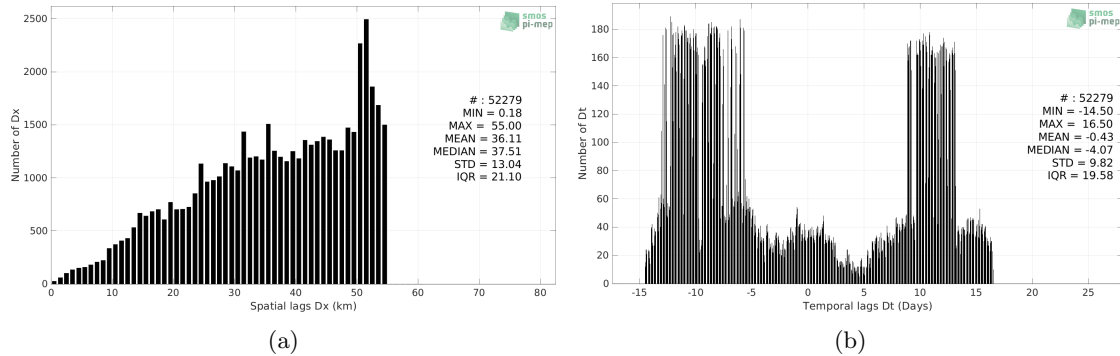 smos
pi-mep
2500
2000
1500
1000
500
0
Number of Dx
# : 52279
MIN = 0.18
MAX = 55.00
MEAN = 36.11
MEDIAN = 37.51
STD = 13.04
IQR = 21.10
0 10 20 30 40 50 60 70 80
Spatial lags Dx (km)
(a)
smos
pi-mep
180
160
140
120
100
80
60
40
20
0
Number of Dt
# : 52279
MIN = -14.50
MAX = 16.50
MEAN = -0.43
MEDIAN = -4.07
STD = 9.82
IQR = 19.58
-15 -10 -5 0 5 10 15 20 25
Temporal lags Dt (Days)
(b)